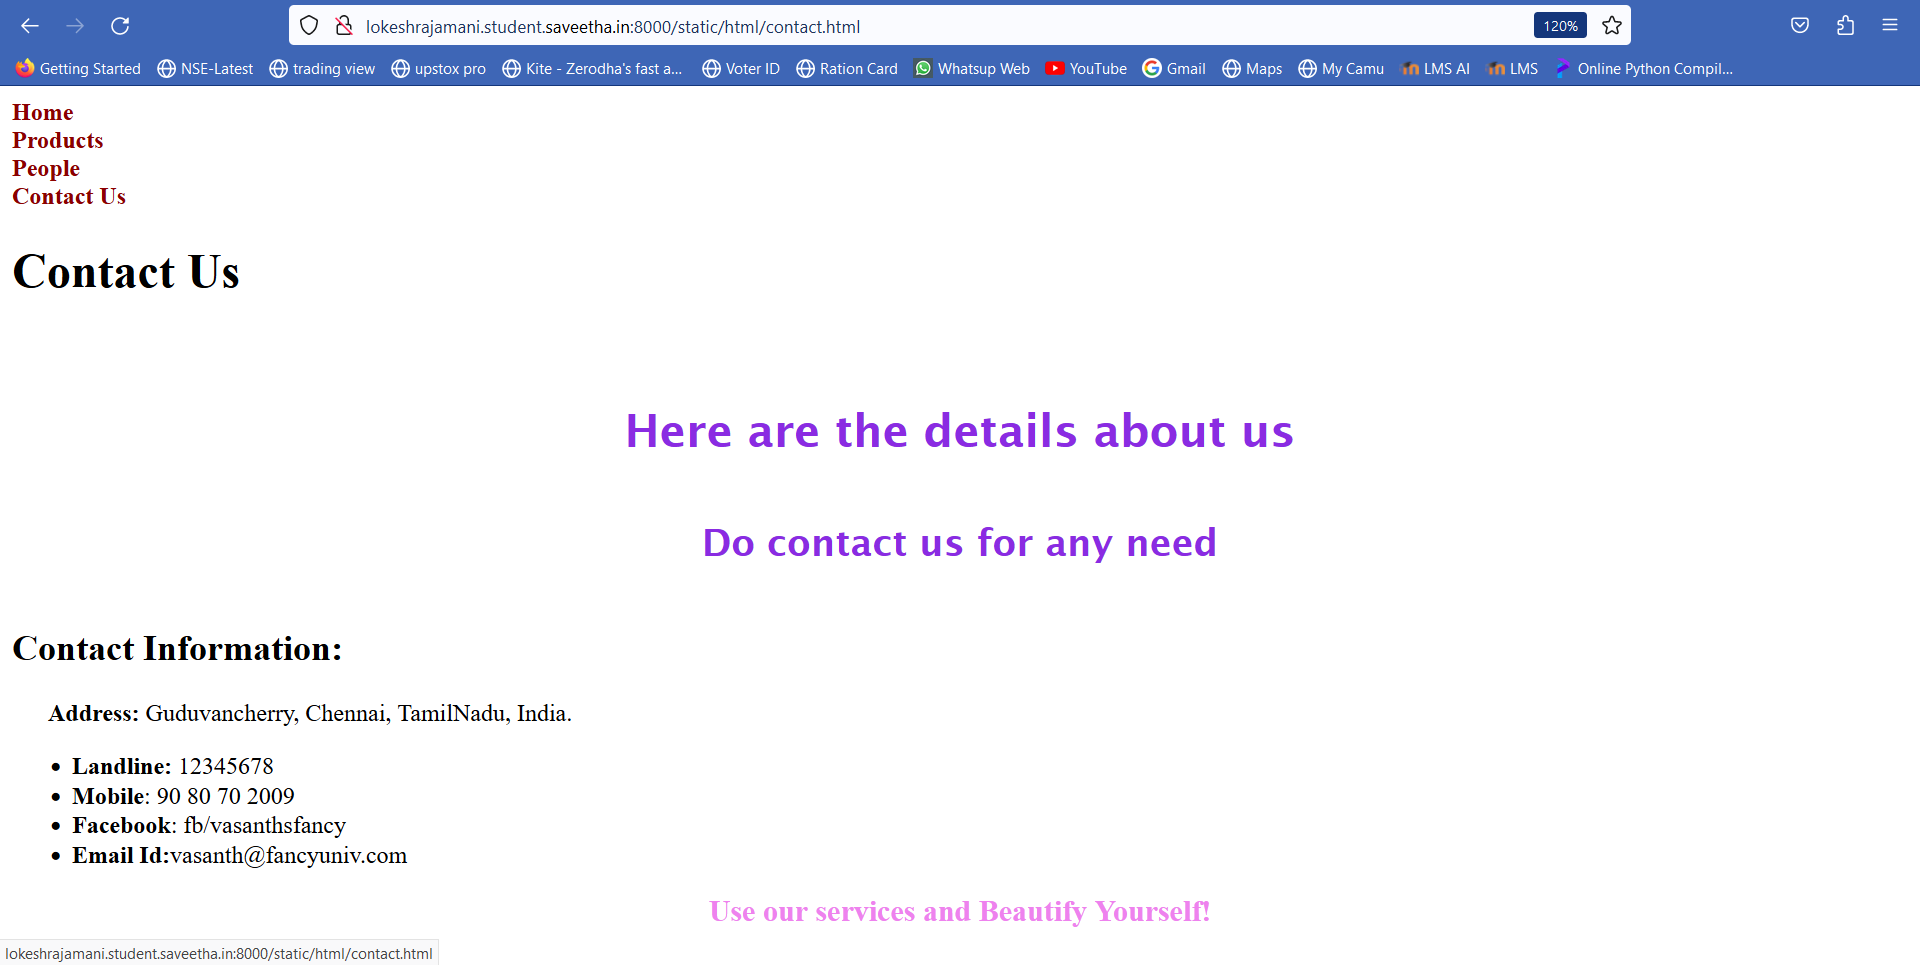 lokeshrajamani.student.saveetha.in:8000/static/html/contact.html 120%
Getting Started NSE-Latest trading view upstox pro Kite - Zerodha's fast a... Voter ID Ration Card Whatsup Web YouTube Gmail Maps My Camu LMS AI LMS Online Python Compil...
Home
Products
People
Contact Us
Contact Us
Here are the details about us
Do contact us for any need
Contact Information:
Address: Guduvancherry, Chennai, TamilNadu, India.
• Landline: 12345678
• Mobile: 90 80 70 2009
• Facebook: fb/vasanthsfancy
• Email Id:vasanth@fancyuniv.com
Use our services and Beautify Yourself!
lokeshrajamani.student.saveetha.in:8000/static/html/contact.html